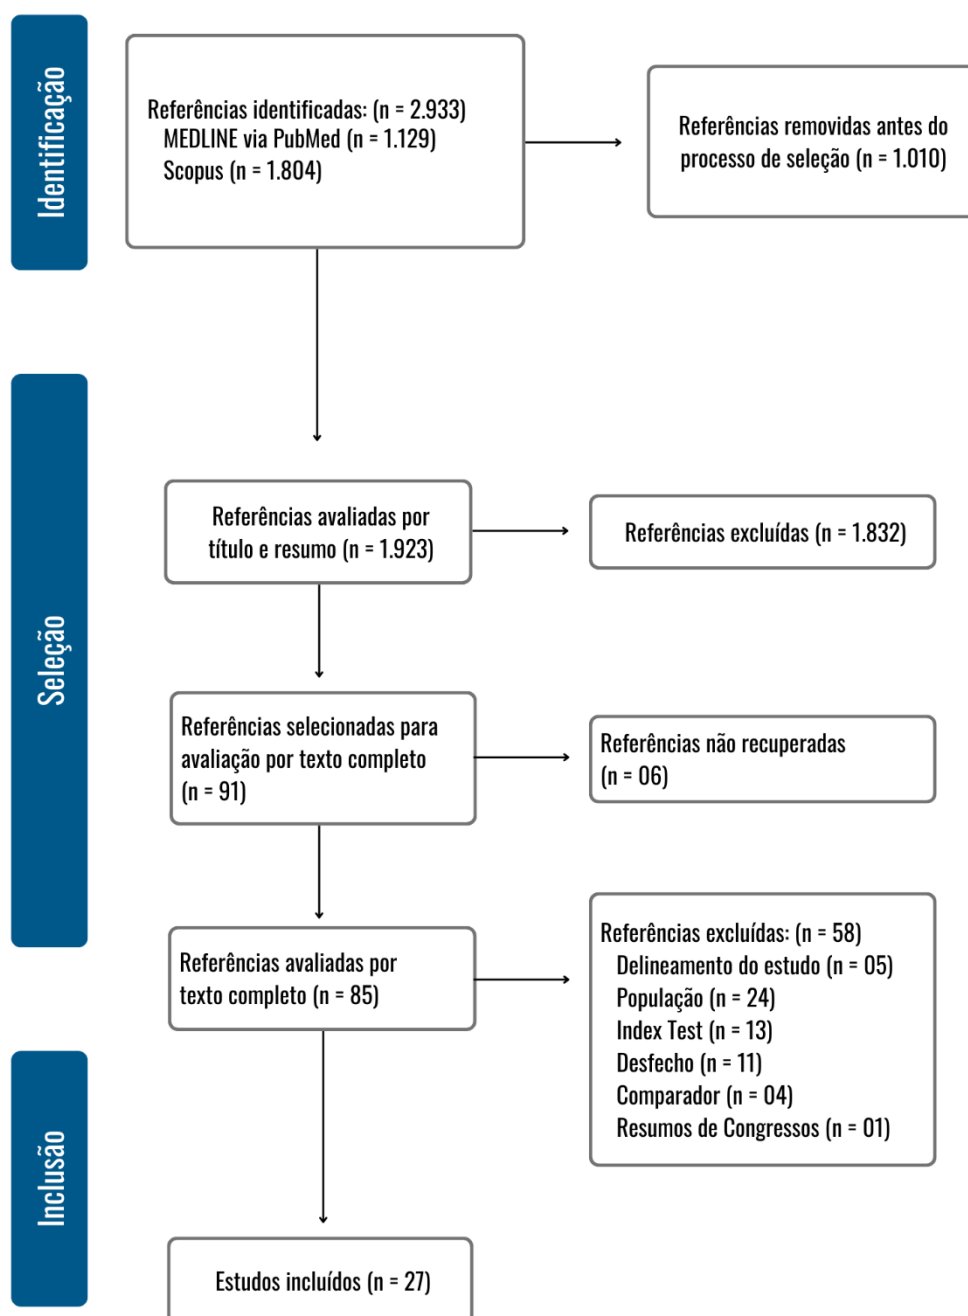 Identificação
Referências identificadas: (n = 2.933)
MEDLINE via PubMed (n = 1.129)
Scopus (n = 1.804)
Referências removidas antes do
processo de seleção (n = 1.010)
Seleção
Referências avaliadas por
título e resumo (n = 1.923)
Referências excluídas (n = 1.832)
Referências selecionadas para
avaliação por texto completo
(n = 91)
Referências não recuperadas
(n = 06)
Referências avaliadas por
texto completo (n = 85)
Referências excluídas: (n = 58)
Delineamento do estudo (n = 05)
População (n = 24)
Index Test (n = 13)
Desfecho (n = 11)
Comparador (n = 04)
Resumos de Congressos (n = 01)
Inclusão
Estudos incluídos (n = 27)